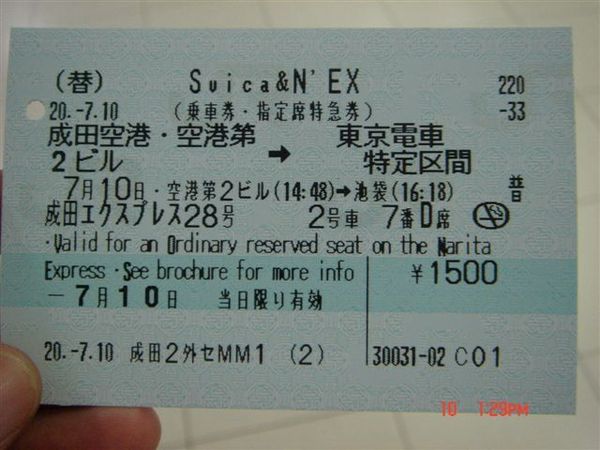 (替) Suica&N'EX 220
20.-7.10 (乗車券・指定席特急券) -33
成田空港・空港第2ビル → 東京電車特定区間
7月10日・空港第2ビル(14:48)→池袋(16:18) 普
成田エクスプレス28号 2号車 7番D席
・Valid for an Ordinary reserved seat on the Narita
Express・See brochure for more info ¥1500
-7月10日 当日限り有効
20.-7.10 成田2外セMM1 (2) 30031-02 C01
10 1:29PM